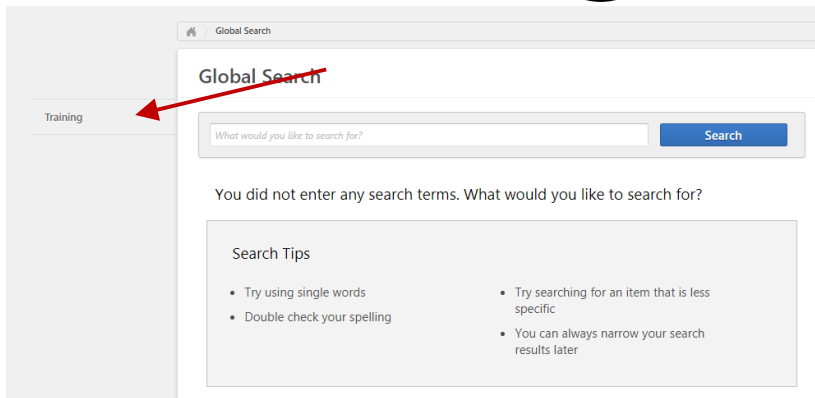 Global Search
Global Search
Training
What would you like to search for?
Search
You did not enter any search terms. What would you like to search for?
Search Tips
Try using single words
Double check your spelling
Try searching for an item that is less
specific
You can always narrow your search
results later